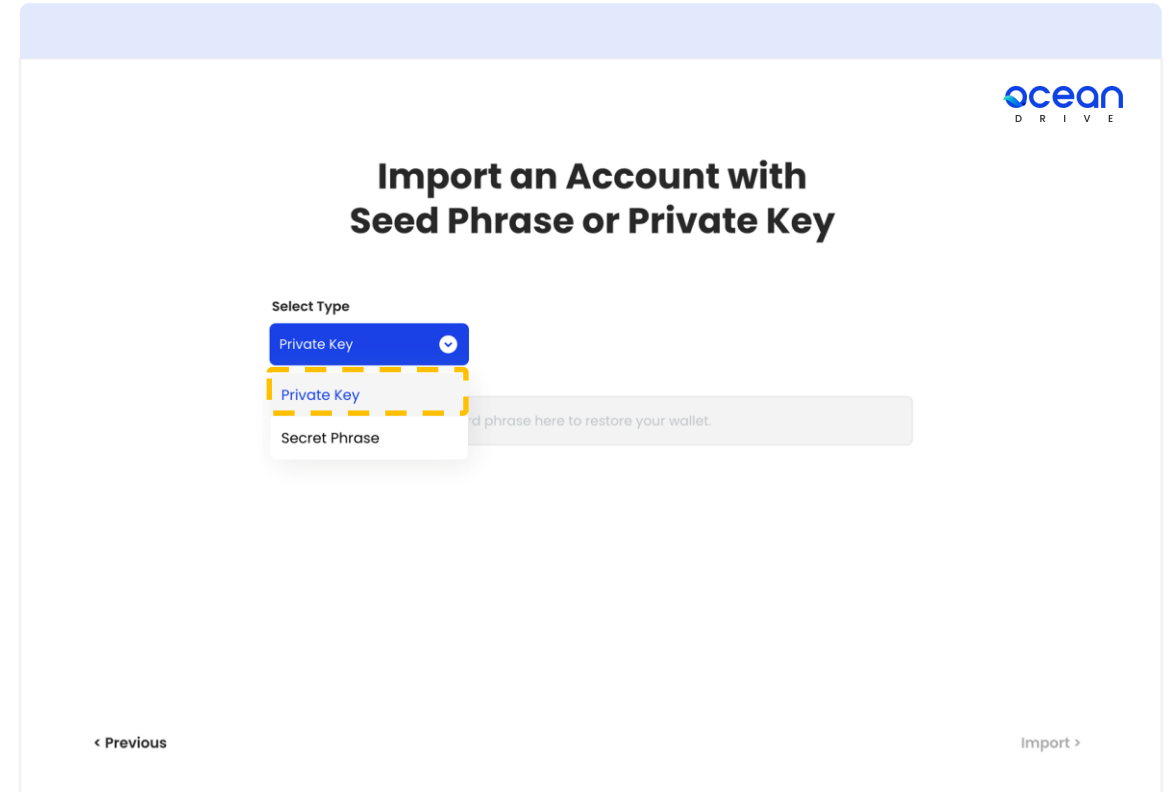 ocean
DRIVE
Import an Account with
Seed Phrase or Private Key
Select Type
Private Key
Private Key
phrase here to restore your wallet.
Secret Phrase
< Previous
Import >